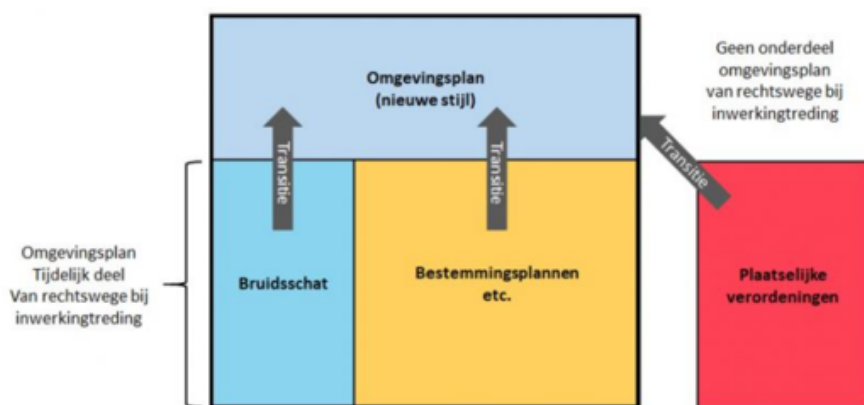 Omgevingsplan
(nieuwe stijl)
Geen onderdeel
omgevingsplan
van rechtswege bij
inwerkingtreding
Transitie
Transitie
Transitie
Omgevingsplan
Tijdelijk deel
Van rechtswege bij
inwerkingtreding
Bruidsschat
Bestemmingsplannen
etc.
Plaatselijke
verordeningen